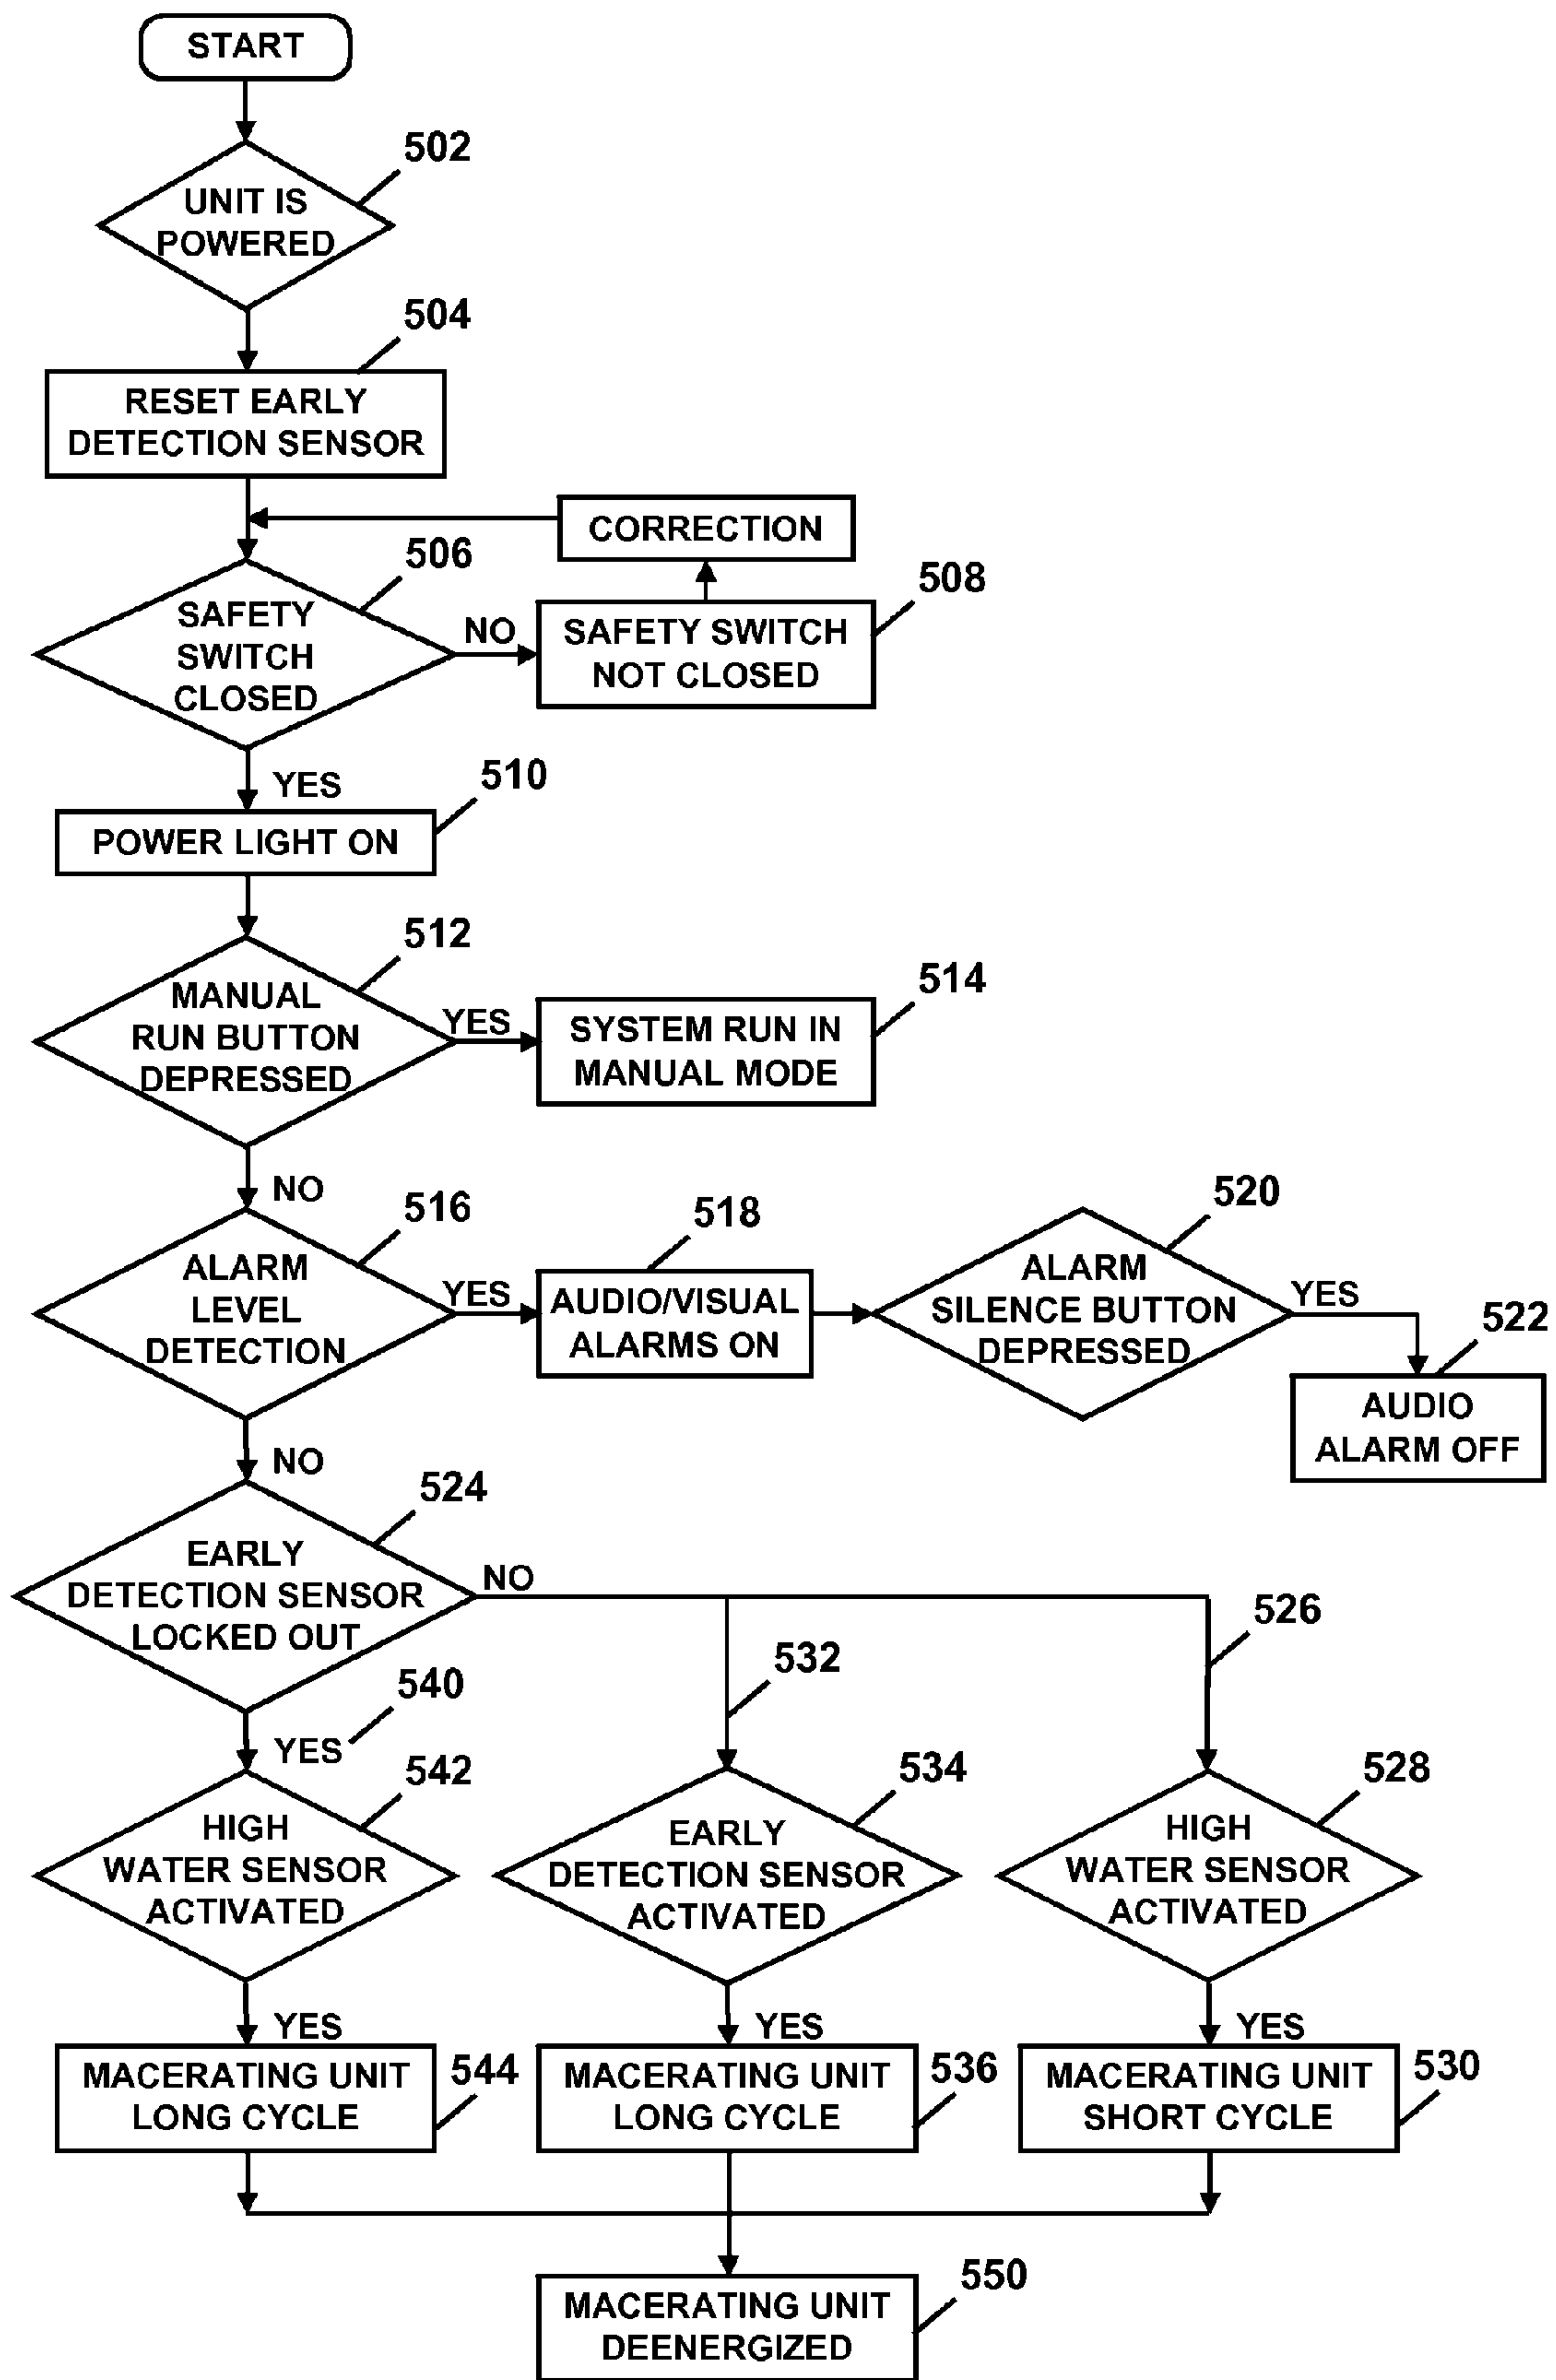 START
502
UNIT IS
POWERED
504
RESET EARLY
DETECTION SENSOR
CORRECTION
506
SAFETY
SWITCH
CLOSED
NO
508
SAFETY SWITCH
NOT CLOSED
YES
510
POWER LIGHT ON
512
MANUAL
RUN BUTTON
DEPRESSED
YES
514
SYSTEM RUN IN
MANUAL MODE
NO
516
ALARM
LEVEL
DETECTION
YES
518
AUDIO/VISUAL
ALARMS ON
520
ALARM
SILENCE BUTTON
DEPRESSED
YES
522
AUDIO
ALARM OFF
NO
524
EARLY
DETECTION SENSOR
LOCKED OUT
NO
526
532
540
YES
542
HIGH
WATER SENSOR
ACTIVATED
534
EARLY
DETECTION SENSOR
ACTIVATED
528
HIGH
WATER SENSOR
ACTIVATED
YES
YES
YES
MACERATING UNIT
LONG CYCLE
544
MACERATING UNIT
LONG CYCLE
536
MACERATING UNIT
SHORT CYCLE
530
550
MACERATING UNIT
DEENERGIZED